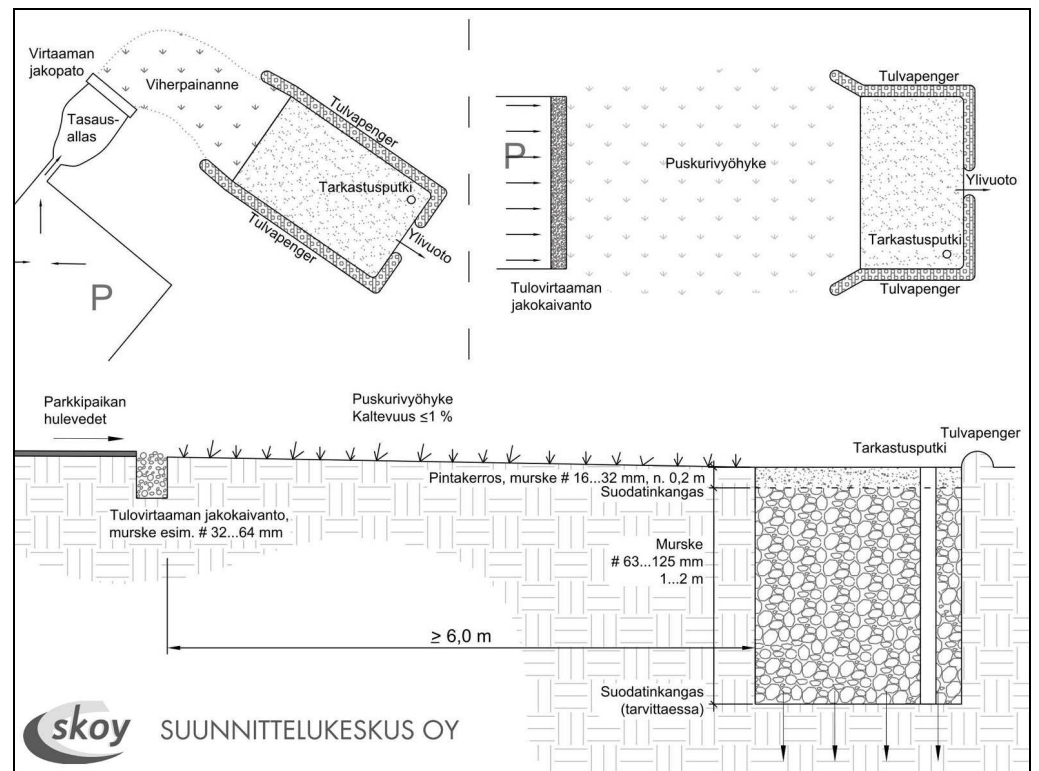 Virtaaman
jakopato
Viherpainanne
Tasaus-
allas
Tulvapenger
Tarkastusputki
Tulvapenger
Ylivuoto
P
P
Puskurivyöhyke
Tulovirtaaman
jakokaivanto
Tulvapenger
Ylivuoto
Tarkastusputki
Tulvapenger
Parkkipaikan
hulevedet
Puskurivyöhyke
Kaltevuus ≤1 %
Tulvapenger
Tarkastusputki
Pintakerros, murske # 16...32 mm, n. 0,2 m
Suodatinkangas
Tulovirtaaman jakokaivanto,
murske esim. # 32...64 mm
Murske
# 63...125 mm
1...2 m
≥ 6,0 m
Suodatinkangas
(tarvittaessa)
skoy SUUNNITTELUKESKUS OY